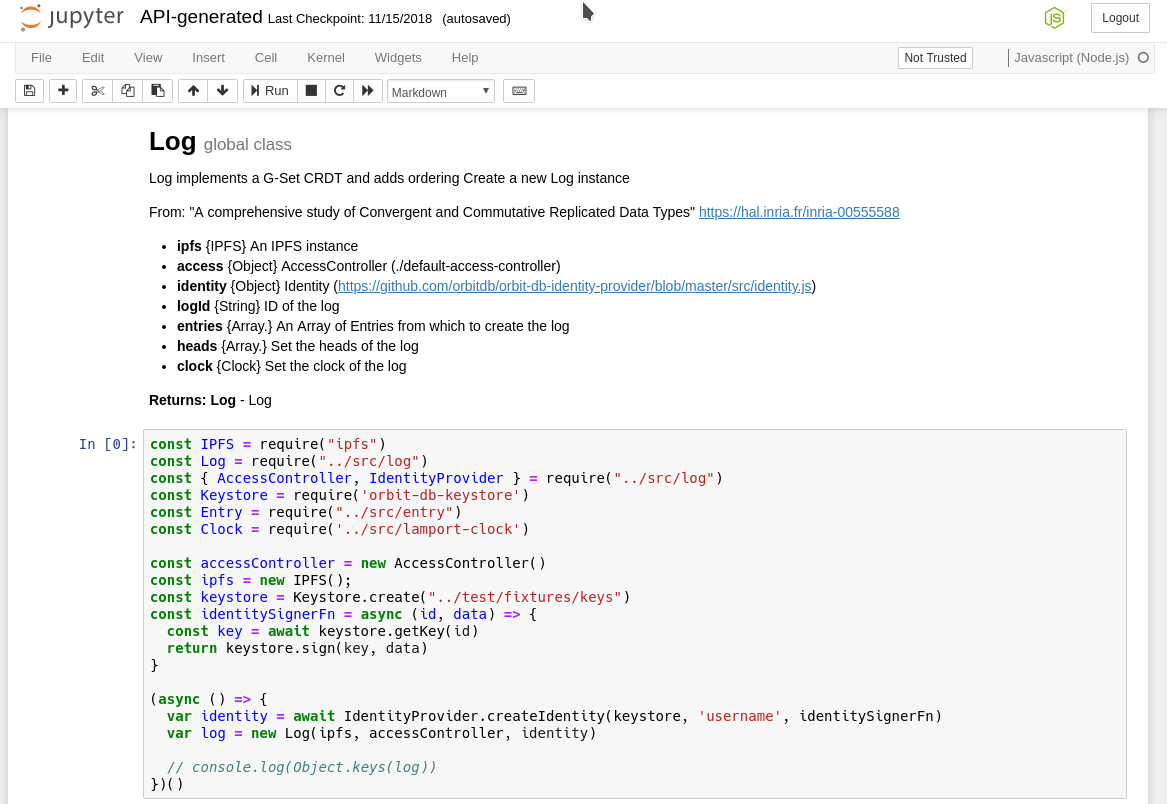 jupyter API-generated Last Checkpoint: 11/15/2018 (autosaved) JS Logout
File Edit View Insert Cell Kernel Widgets Help Not Trusted Javascript (Node.js)
Run Markdown
Log global class
Log implements a G-Set CRDT and adds ordering Create a new Log instance
From: "A comprehensive study of Convergent and Commutative Replicated Data Types" https://hal.inria.fr/inria-00555588
• ipfs {IPFS} An IPFS instance
• access {Object} AccessController (./default-access-controller)
• identity {Object} Identity (https://github.com/orbitdb/orbit-db-identity-provider/blob/master/src/identity.js)
• logId {String} ID of the log
• entries {Array.} An Array of Entries from which to create the log
• heads {Array.} Set the heads of the log
• clock {Clock} Set the clock of the log
Returns: Log - Log
In [0]: const IPFS = require("ipfs")
const Log = require("../src/log")
const { AccessController, IdentityProvider } = require("../src/log")
const Keystore = require('orbit-db-keystore')
const Entry = require("../src/entry")
const Clock = require('../src/lamport-clock')
const accessController = new AccessController()
const ipfs = new IPFS();
const keystore = Keystore.create("../test/fixtures/keys")
const identitySignerFn = async (id, data) => {
  const key = await keystore.getKey(id)
  return keystore.sign(key, data)
}
(async () => {
  var identity = await IdentityProvider.createIdentity(keystore, 'username', identitySignerFn)
  var log = new Log(ipfs, accessController, identity)
  // console.log(Object.keys(log))
})()